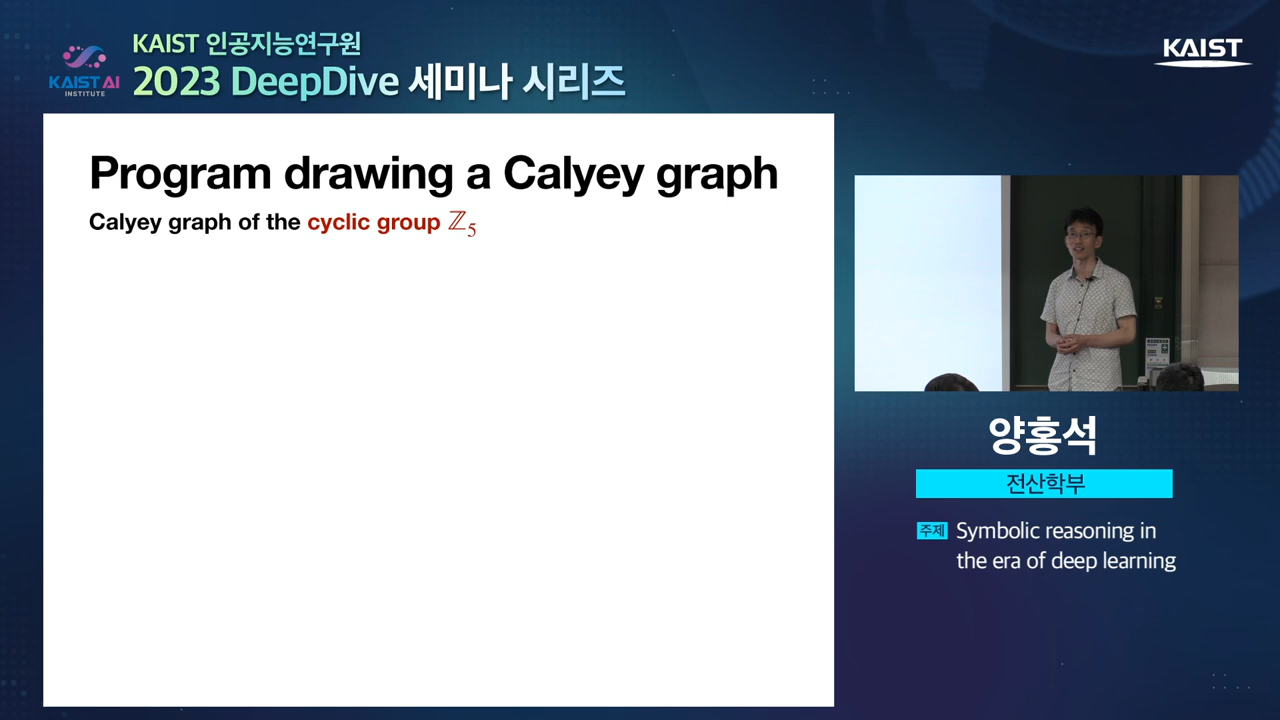 KAIST 인공지능연구원
2023 DeepDive 세미나 시리즈
KAIST AI
INSTITUTE
KAIST
Program drawing a Calyey graph
Calyey graph of the cyclic group ℤ₅
양홍석
전산학부
주제 Symbolic reasoning in
the era of deep learning